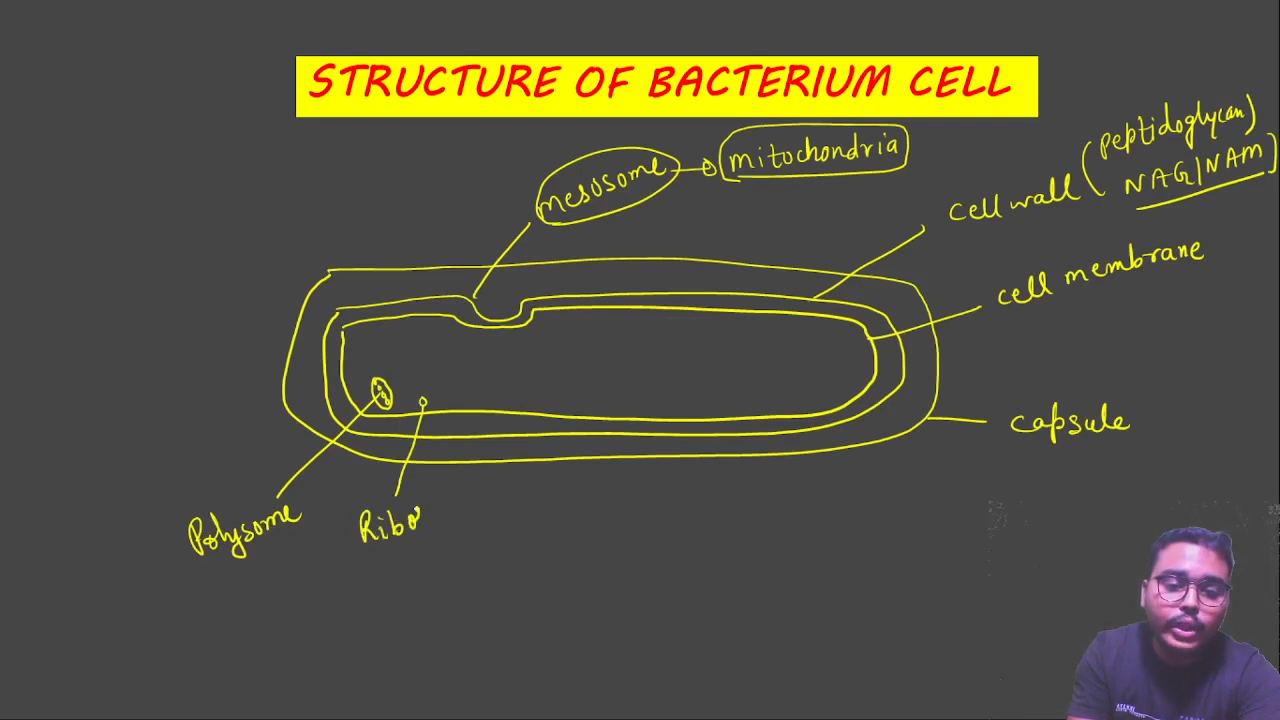 STRUCTURE OF BACTERIUM CELL
mesosome
mitochondria
cell wall
(Peptidoglycan)
NAG/NAM
cell membrane
capsule
Polysome
Ribo